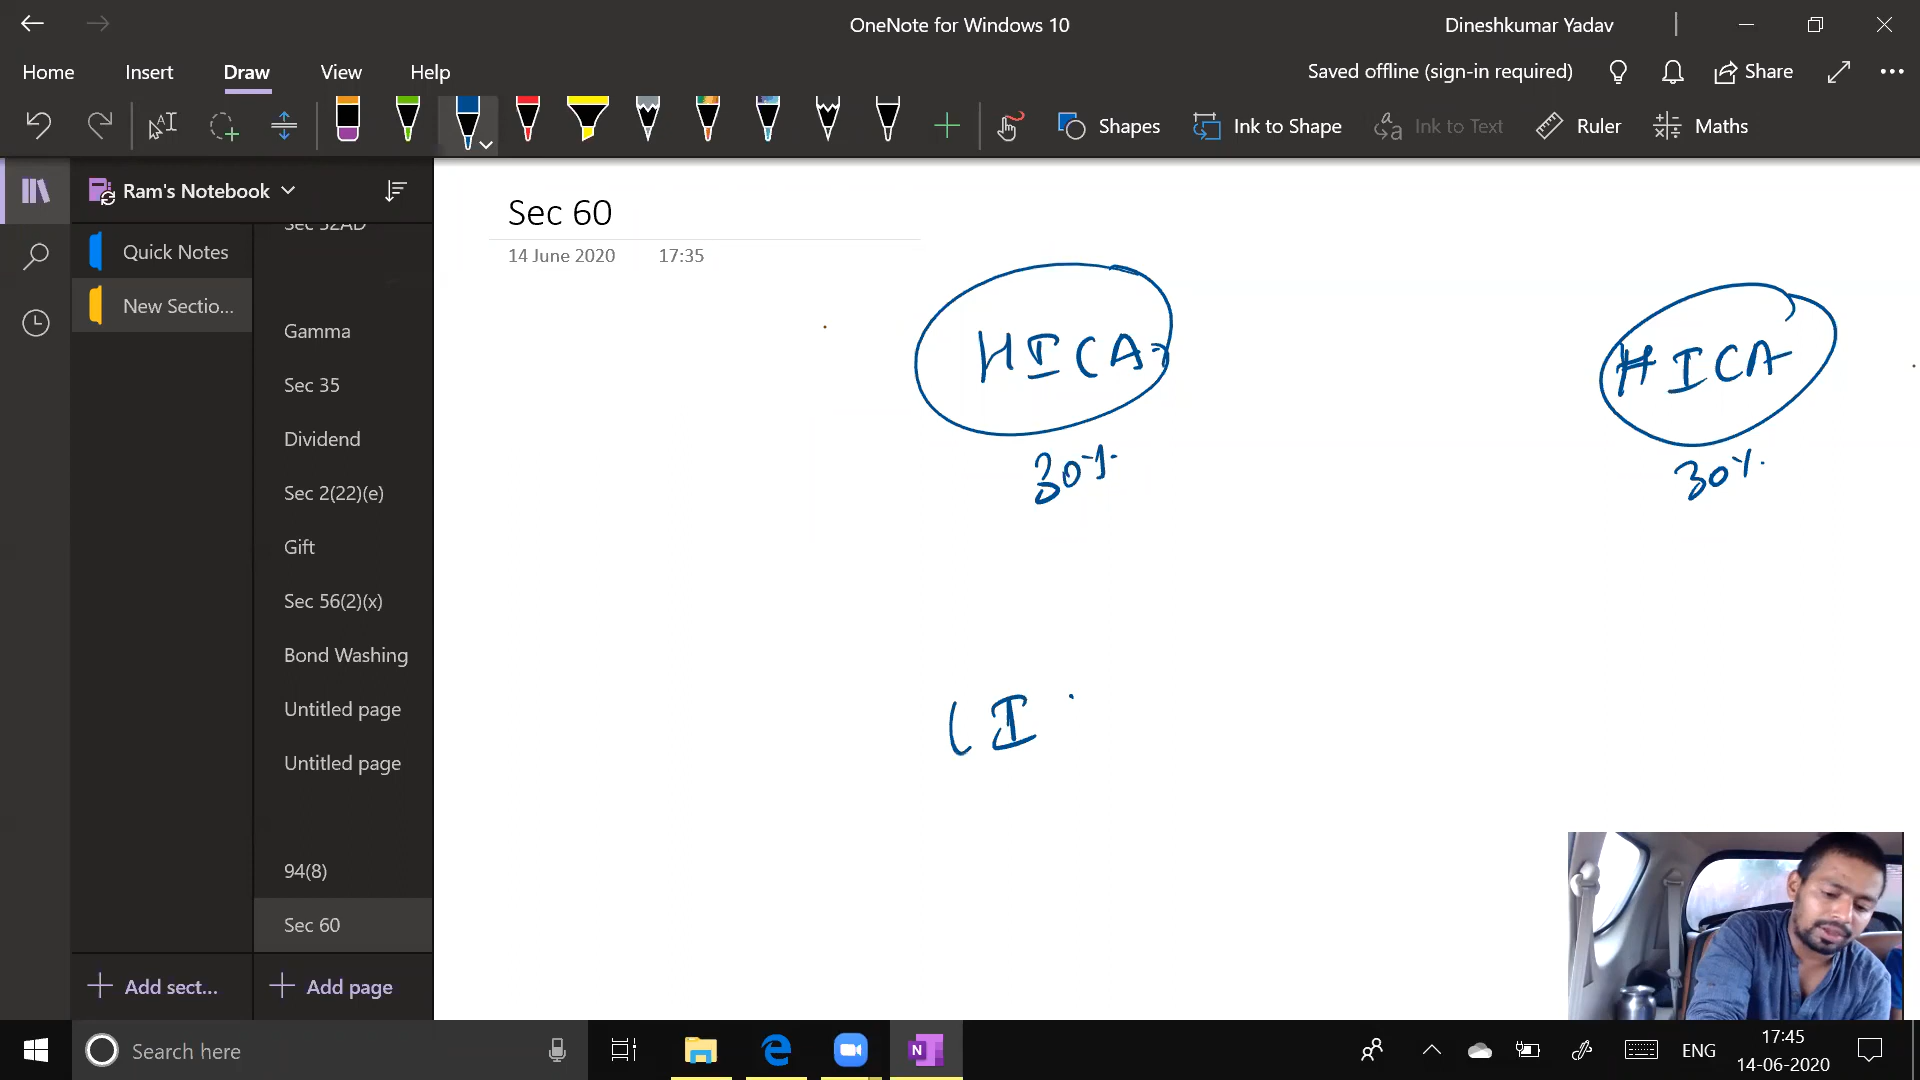 OneNote for Windows 10
Dineshkumar Yadav
Home Insert Draw View Help
Saved offline (sign-in required) Share
Shapes Ink to Shape Ink to Text Ruler Maths
Ram's Notebook
Quick Notes
New Sectio...
Sec 52AD
Gamma
Sec 35
Dividend
Sec 2(22)(e)
Gift
Sec 56(2)(x)
Bond Washing
Untitled page
Untitled page
94(8)
Sec 60
Add sect...
Add page
Sec 60
14 June 2020 17:35
HICA HICA
30% 30%
(I
Search here
ENG
17:45
14-06-2020